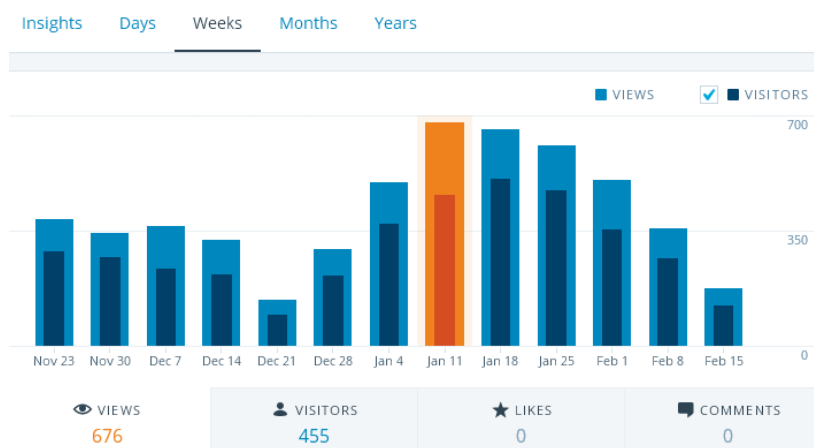 Insights Days Weeks Months Years
VIEWS VISITORS
700
350
0
Nov 23 Nov 30 Dec 7 Dec 14 Dec 21 Dec 28 Jan 4 Jan 11 Jan 18 Jan 25 Feb 1 Feb 8 Feb 15
VIEWS VISITORS LIKES COMMENTS
676 455 0 0